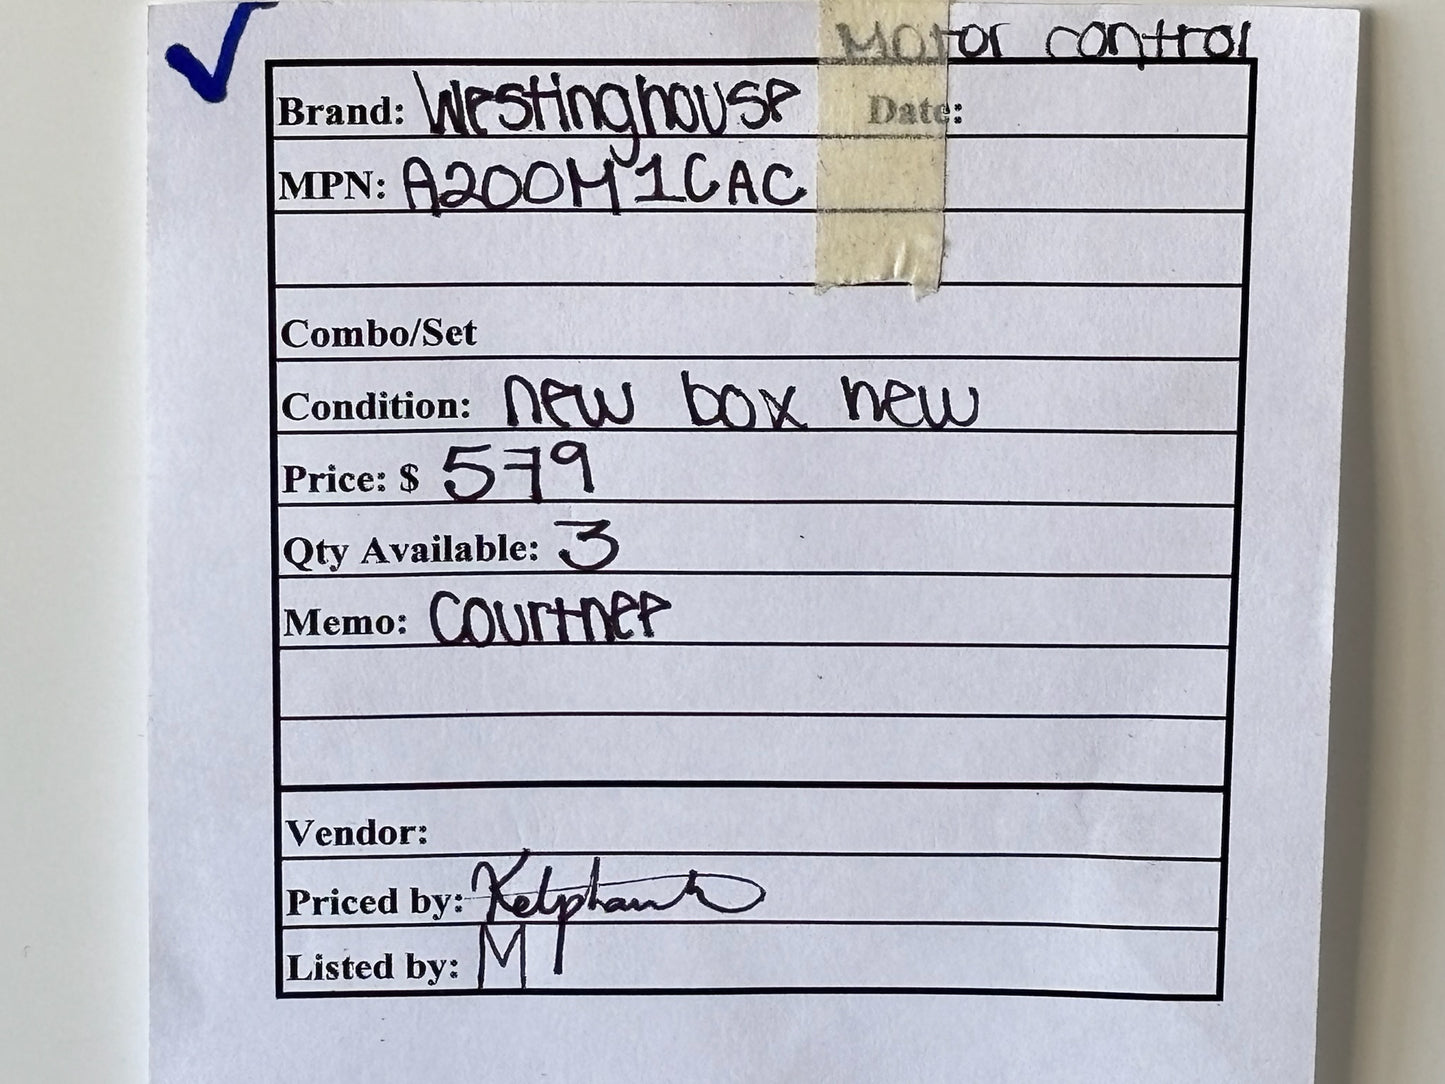 Motor control
Brand: Westinghouse Date:
MPN: A200M1CAC
Combo/Set
Condition: new box new
Price: $ 579
Qty Available: 3
Memo: Courtnee
Vendor:
Priced by:
Listed by: M